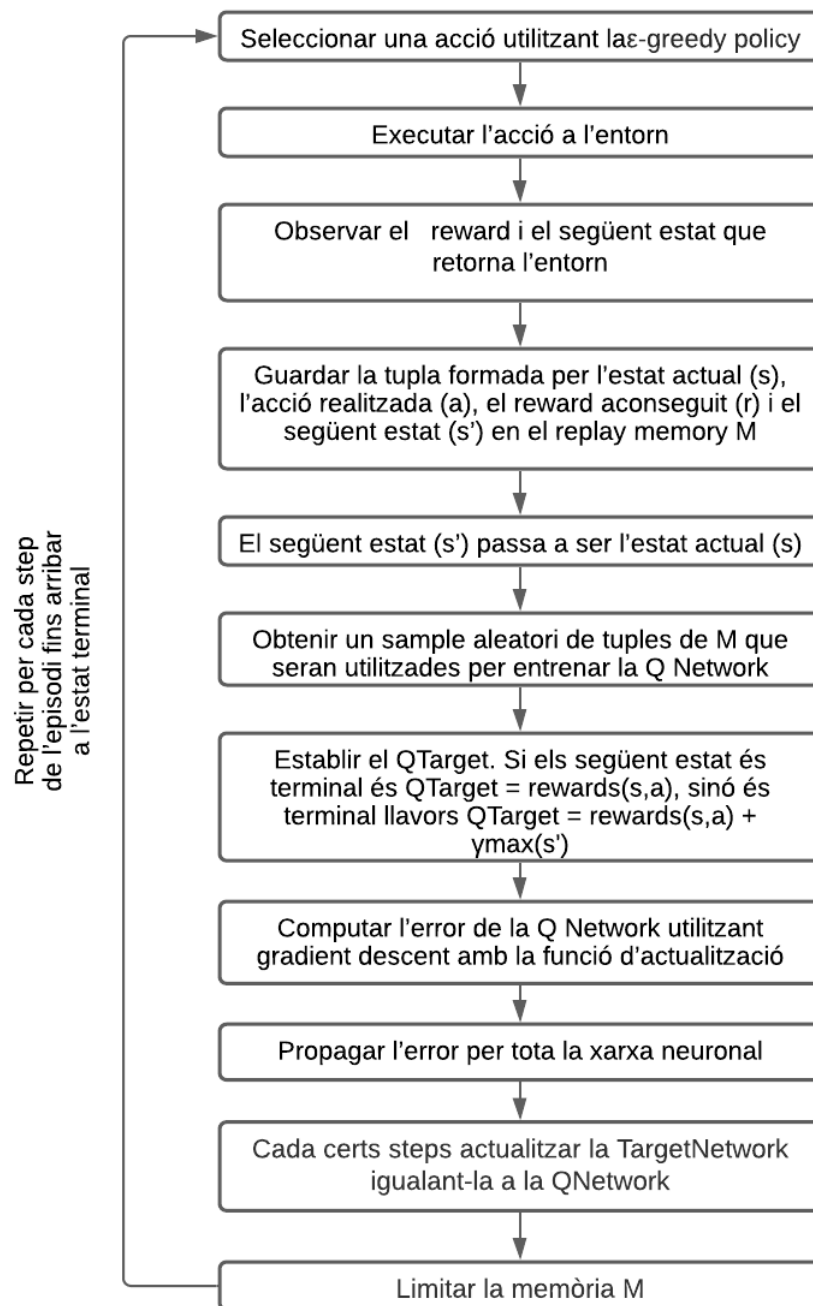 Seleccionar una acció utilitzant laε-greedy policy
Executar l'acció a l'entorn
Observar el reward i el següent estat que
retorna l'entorn
Guardar la tupla formada per l'estat actual (s),
l'acció realitzada (a), el reward aconseguit (r) i el
següent estat (s') en el replay memory M
El següent estat (s') passa a ser l'estat actual (s)
Obtenir un sample aleatori de tuples de M que
seran utilitzades per entrenar la Q Network
Establir el QTarget. Si els següent estat és
terminal és QTarget = rewards(s,a), sinó és
terminal llavors QTarget = rewards(s,a) +
γmax(s')
Computar l'error de la Q Network utilitzant
gradient descent amb la funció d'actualització
Propagar l'error per tota la xarxa neuronal
Cada certs steps actualitzar la TargetNetwork
igualant-la a la QNetwork
Limitar la memòria M
Repetir per cada step
de l'episodi fins arribar
a l'estat terminal